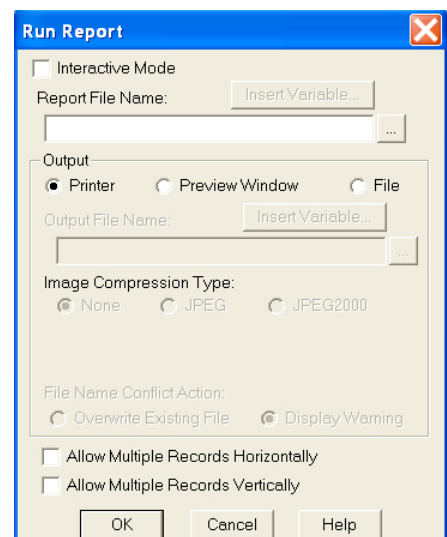 Run Report
Interactive Mode
Report File Name: Insert Variable...
...
Output
Printer Preview Window File
Output File Name: Insert Variable...
...
Image Compression Type:
None JPEG JPEG2000
File Name Conflict Action:
Overwrite Existing File Display Warning
Allow Multiple Records Horizontally
Allow Multiple Records Vertically
OK Cancel Help